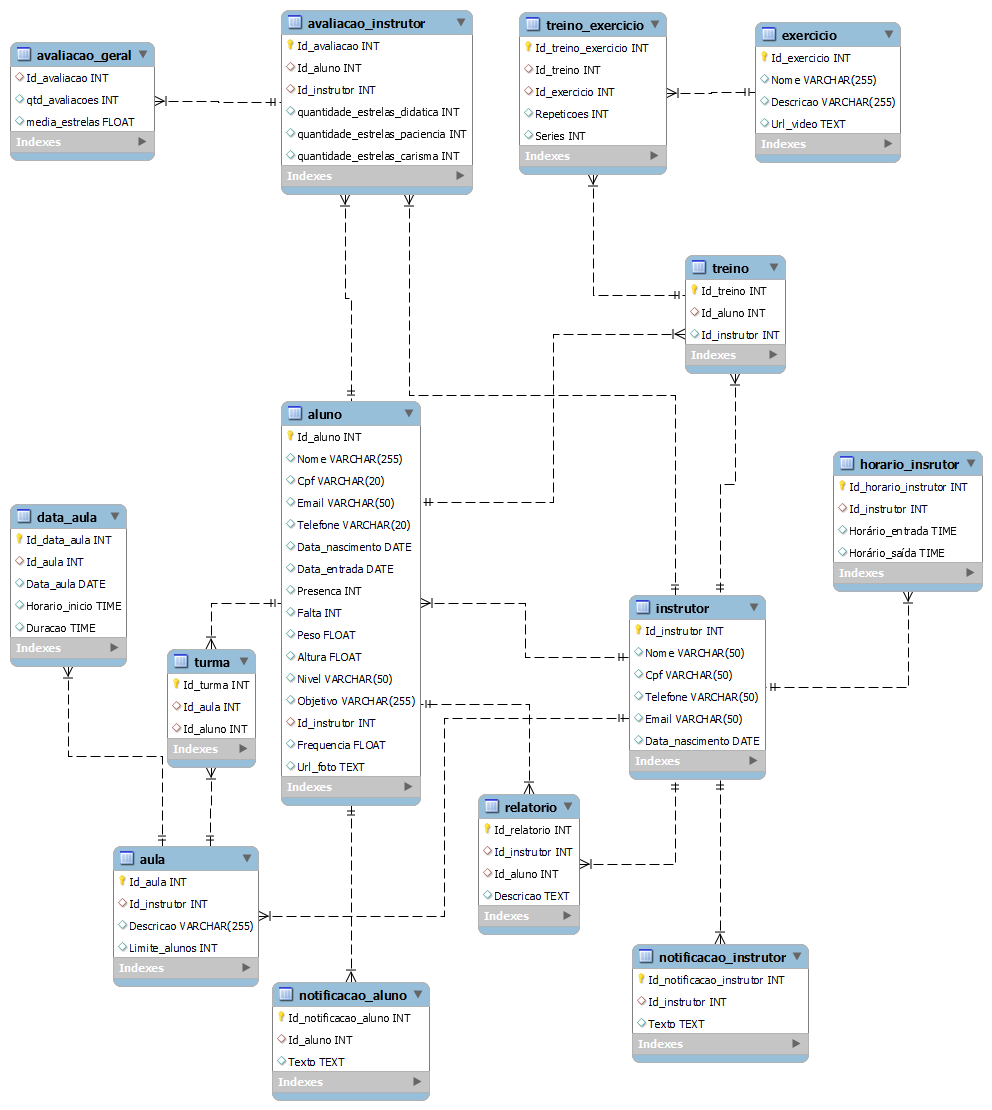 avaliacao_geral
Id_avaliacao INT
qtd_avaliacoes INT
media_estrelas FLOAT
Indexes
avaliacao_instrutor
Id_avaliacao INT
Id_aluno INT
Id_instrutor INT
quantidade_estrelas_didatica INT
quantidade_estrelas_paciencia INT
quantidade_estrelas_carisma INT
Indexes
treino_exercicio
Id_treino_exercicio INT
Id_treino INT
Id_exercicio INT
Repeticoes INT
Series INT
Indexes
exercicio
Id_exercicio INT
Nome VARCHAR(255)
Descricao VARCHAR(255)
Url_video TEXT
Indexes
treino
Id_treino INT
Id_aluno INT
Id_instrutor INT
Indexes
aluno
Id_aluno INT
Nome VARCHAR(255)
Cpf VARCHAR(20)
Email VARCHAR(50)
Telefone VARCHAR(20)
Data_nascimento DATE
Data_entrada DATE
Presenca INT
Falta INT
Peso FLOAT
Altura FLOAT
Nivel VARCHAR(50)
Objetivo VARCHAR(255)
Id_instrutor INT
Frequencia FLOAT
Url_foto TEXT
Indexes
horario_insrutor
Id_horario_instrutor INT
Id_instrutor INT
Horário_entrada TIME
Horário_saída TIME
Indexes
data_aula
Id_data_aula INT
Id_aula INT
Data_aula DATE
Horario_inicio TIME
Duracao TIME
Indexes
instrutor
Id_instrutor INT
Nome VARCHAR(50)
Cpf VARCHAR(50)
Telefone VARCHAR(50)
Email VARCHAR(50)
Data_nascimento DATE
Indexes
turma
Id_turma INT
Id_aula INT
Id_aluno INT
Indexes
relatorio
Id_relatorio INT
Id_instrutor INT
Id_aluno INT
Descricao TEXT
Indexes
aula
Id_aula INT
Id_instrutor INT
Descricao VARCHAR(255)
Limite_alunos INT
Indexes
notificacao_instrutor
Id_notificacao_instrutor INT
Id_instrutor INT
Texto TEXT
Indexes
notificacao_aluno
Id_notificacao_aluno INT
Id_aluno INT
Texto TEXT
Indexes